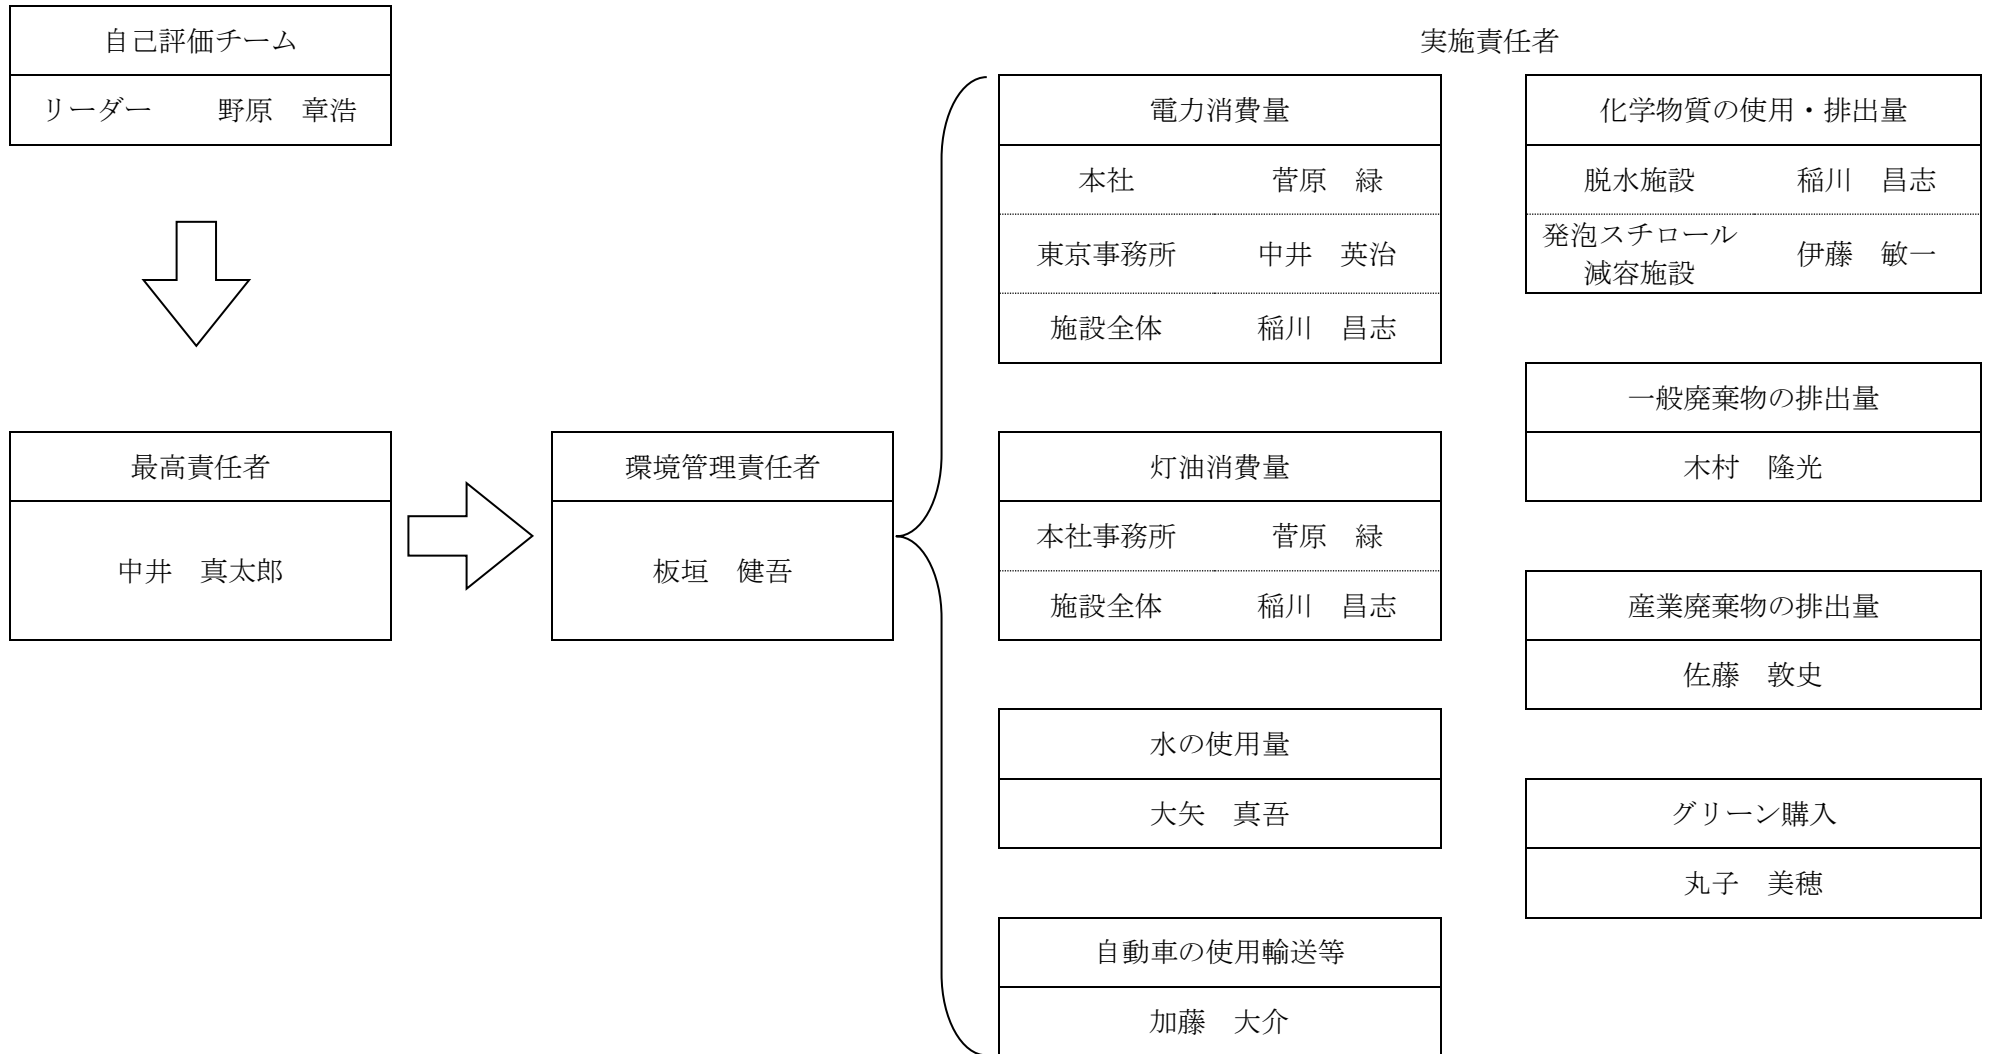 自己評価チーム
リーダー　野原　章浩
最高責任者
中井　真太郎
環境管理責任者
板垣　健吾
実施責任者
電力消費量
本社　菅原　緑
東京事務所　中井　英治
施設全体　稲川　昌志
灯油消費量
本社事務所　菅原　緑
施設全体　稲川　昌志
水の使用量
大矢　真吾
自動車の使用輸送等
加藤　大介
化学物質の使用・排出量
脱水施設　稲川　昌志
発泡スチロール
減容施設　伊藤　敏一
一般廃棄物の排出量
木村　隆光
産業廃棄物の排出量
佐藤　敦史
グリーン購入
丸子　美穂